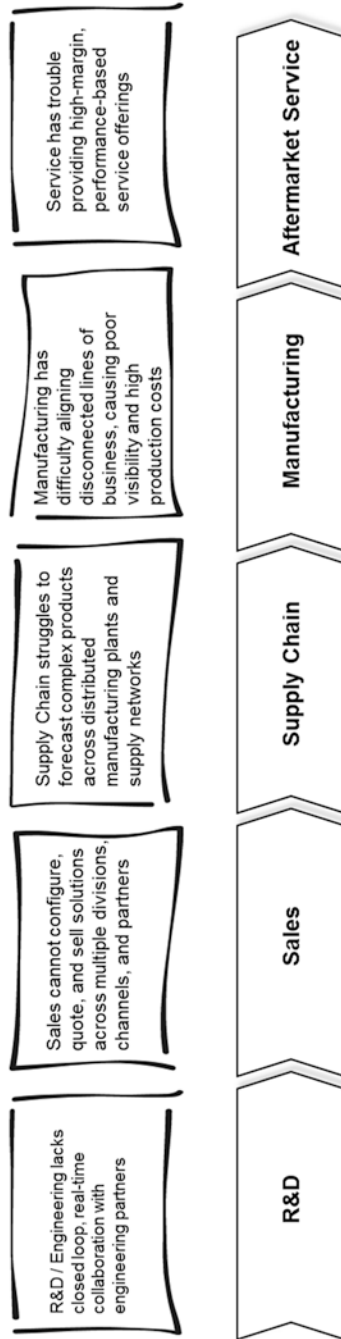 R&D / Engineering lacks
closed loop, real-time
collaboration with
engineering partners
Sales cannot configure,
quote, and sell solutions
across multiple divisions,
channels, and partners
Supply Chain struggles to
forecast complex products
across distributed
manufacturing plants and
supply networks
Manufacturing has
difficulty aligning
disconnected lines of
business, causing poor
visibility and high
production costs
Service has trouble
providing high-margin,
performance-based
service offerings
R&D
Sales
Supply Chain
Manufacturing
Aftermarket Service